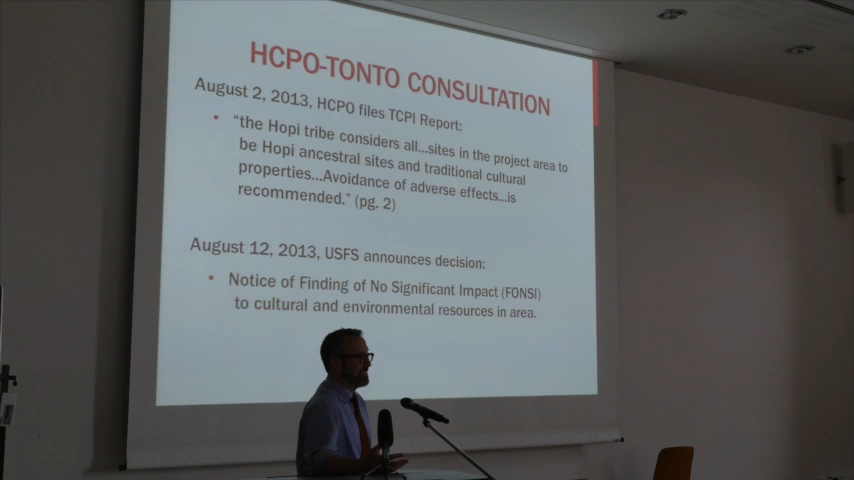 HCPO-TONTO CONSULTATION
August 2, 2013, HCPO files TCPI Report:
• “the Hopi tribe considers all...sites in the project area to
be Hopi ancestral sites and traditional cultural
properties...Avoidance of adverse effects...is
recommended.” (pg. 2)
August 12, 2013, USFS announces decision:
• Notice of Finding of No Significant Impact (FONSI)
to cultural and environmental resources in area.